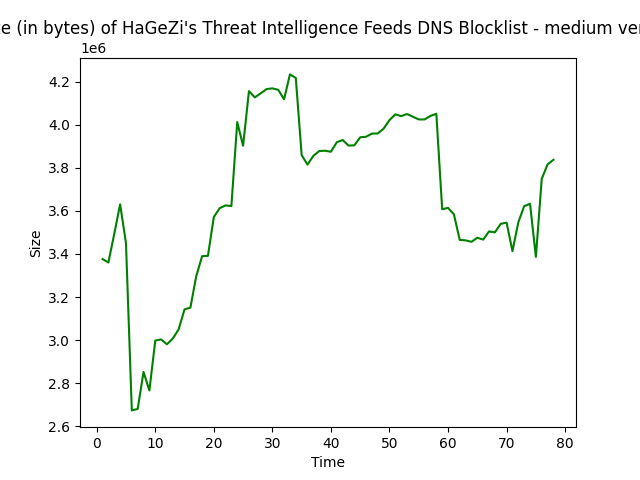 (in bytes) of HaGeZi's Threat Intelligence Feeds DNS Blocklist - medium
1e6
4.2
4.0
3.8
3.6
3.4
3.2
3.0
2.8
2.6
Size
0 10 20 30 40 50 60 70 80
Time